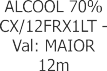 ALCOOL 70%
CX/12FRX1LT -
Val: MAIOR
12m